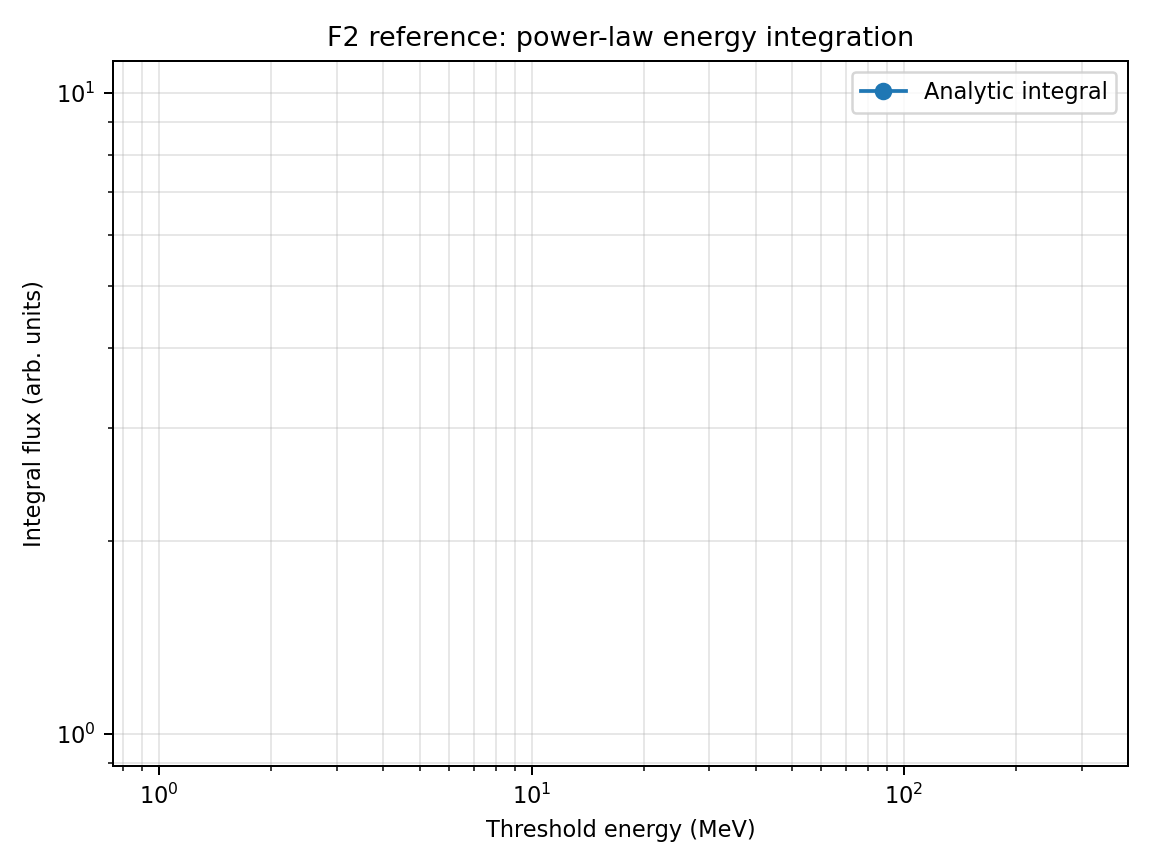 F2 reference: power-law energy integration
Analytic integral
Integral flux (arb. units)
10¹
10⁰
10⁰ 10¹ 10²
Threshold energy (MeV)